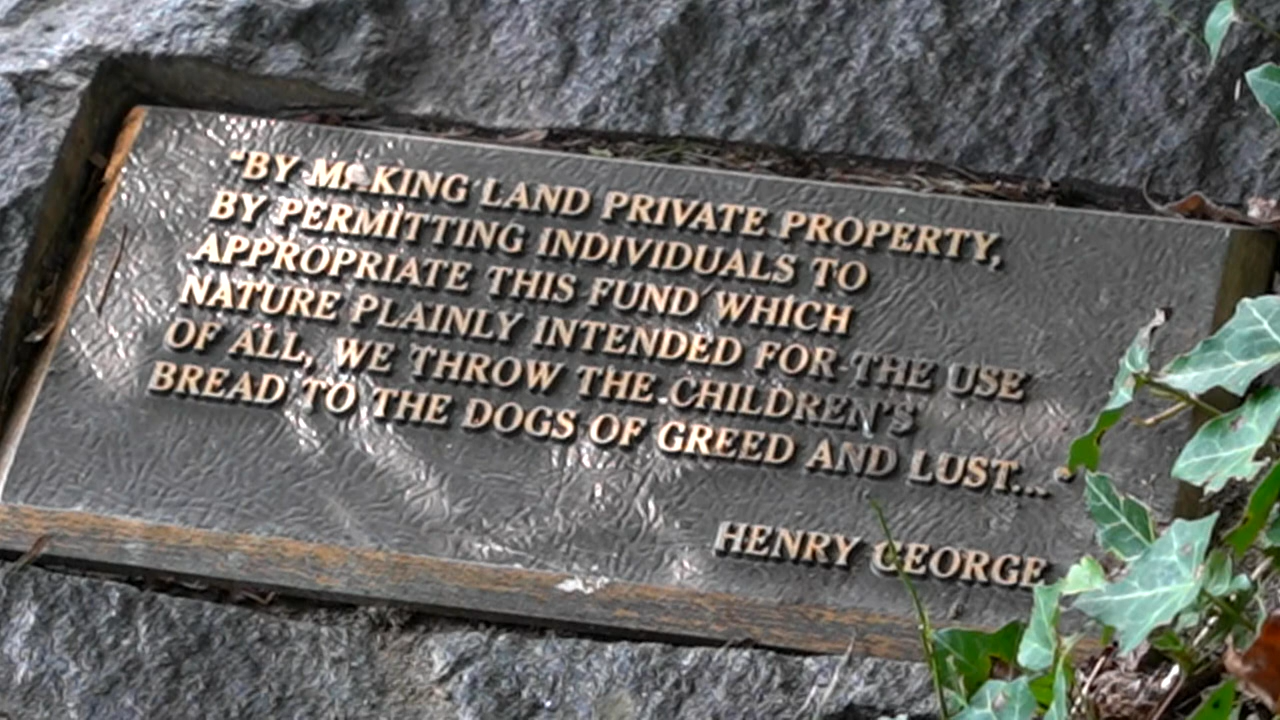 "BY MAKING LAND PRIVATE PROPERTY,
BY PERMITTING INDIVIDUALS TO
APPROPRIATE THIS FUND WHICH
NATURE PLAINLY INTENDED FOR THE USE
OF ALL, WE THROW THE CHILDREN'S
BREAD TO THE DOGS OF GREED AND LUST... "
HENRY GEORGE